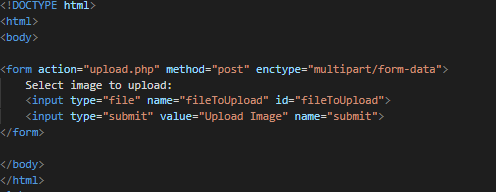 <!DOCTYPE html>
<html>
<body>
<form action="upload.php" method="post" enctype="multipart/form-data">
Select image to upload:
<input type="file" name="fileToUpload" id="fileToUpload">
<input type="submit" value="Upload Image" name="submit">
</form>
</body>
</html>